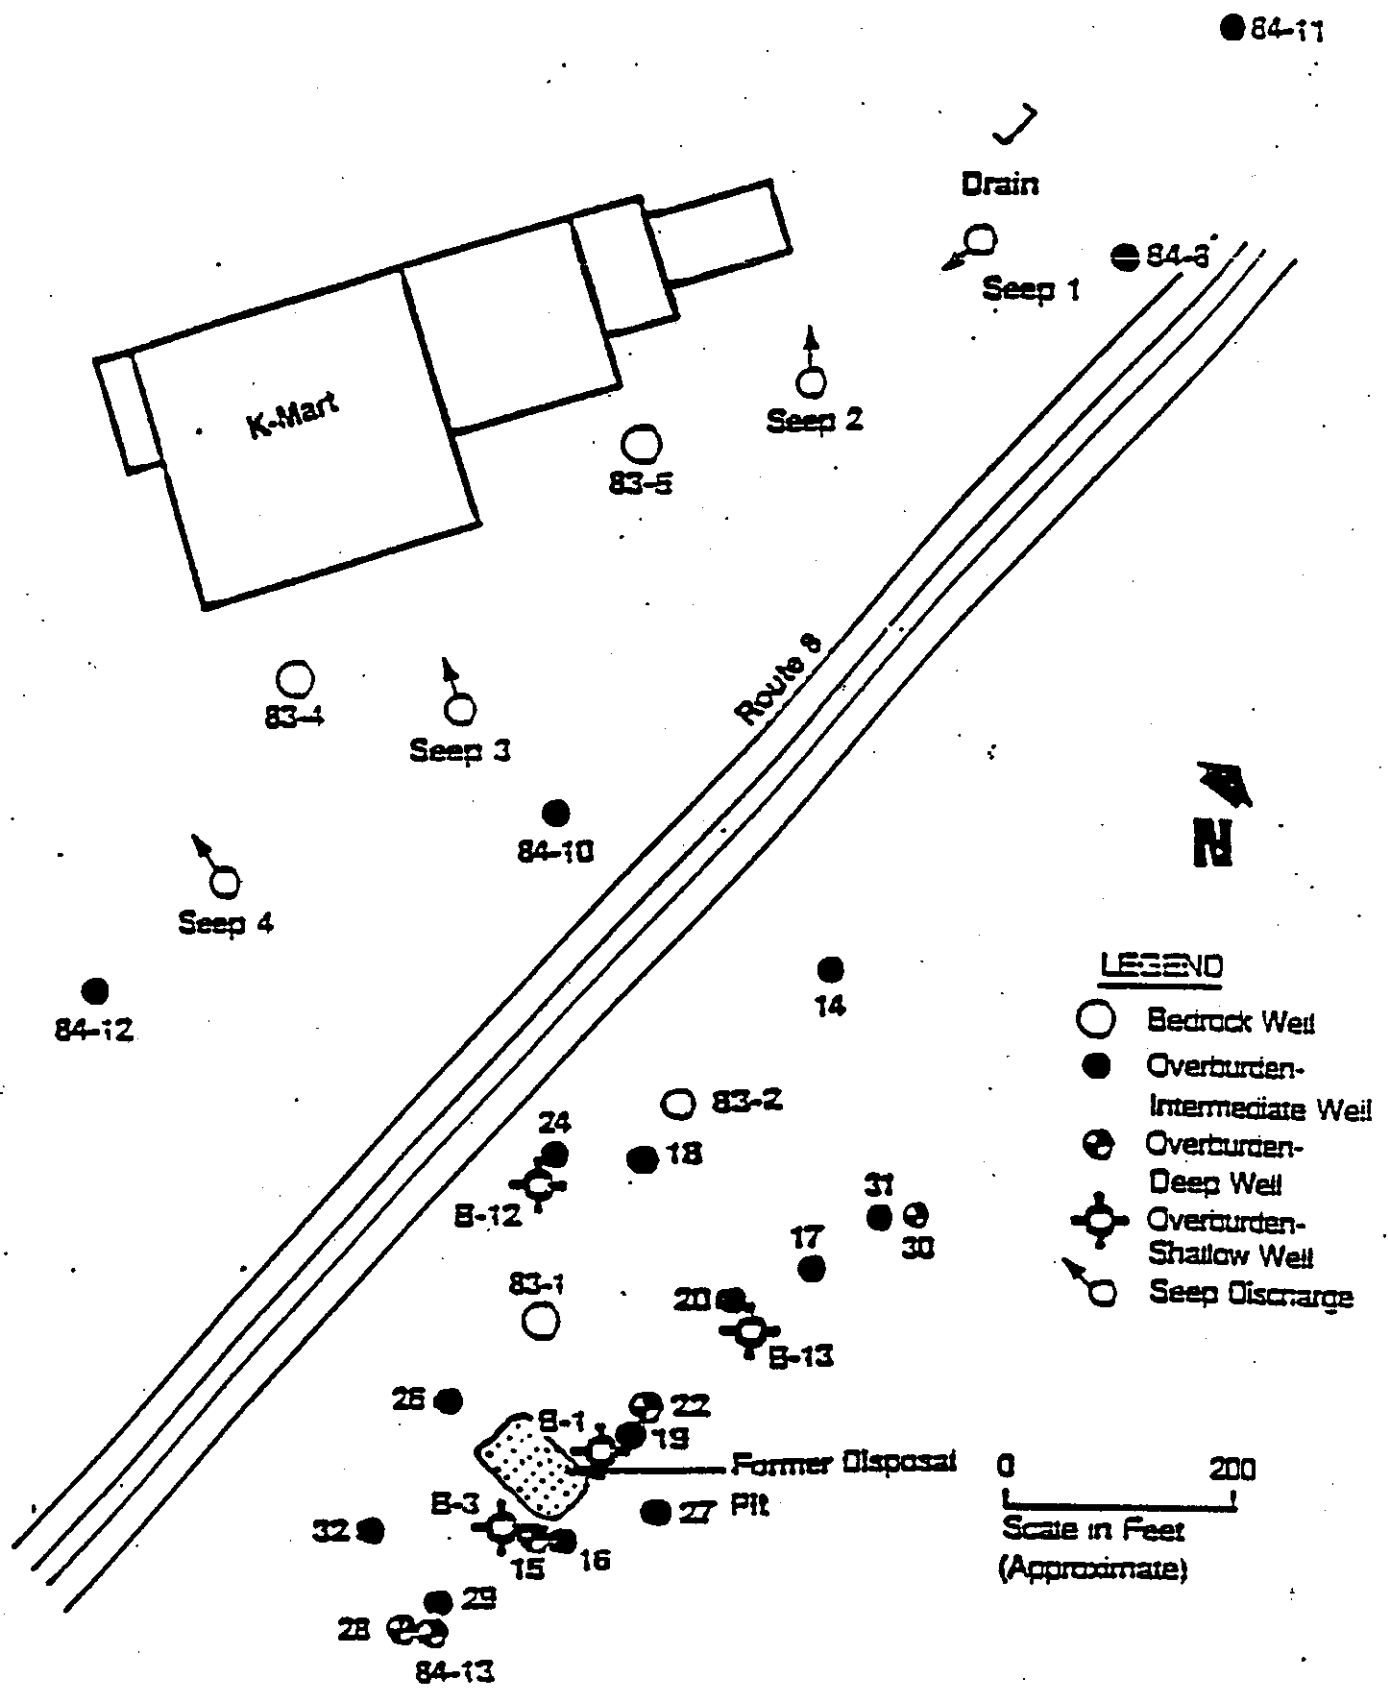 84-11
Drain
84-8
Seep 1
K-Mart
Seep 2
83-5
Route 8
83-4
Seep 3
84-10
N
Seep 4
84-12
LEGEND
14
Bedrock Well
Overburden-
Intermediate Well
83-2
24
18
Overburden-
Deep Well
31
B-12
Overburden-
Shallow Well
17
30
83-1
20
Seep Discharge
B-13
26
B-1
22
19
Former Disposal
Pit
0
200
B-3
27
32
Scale in Feet
(Approximate)
15
16
29
28
84-13